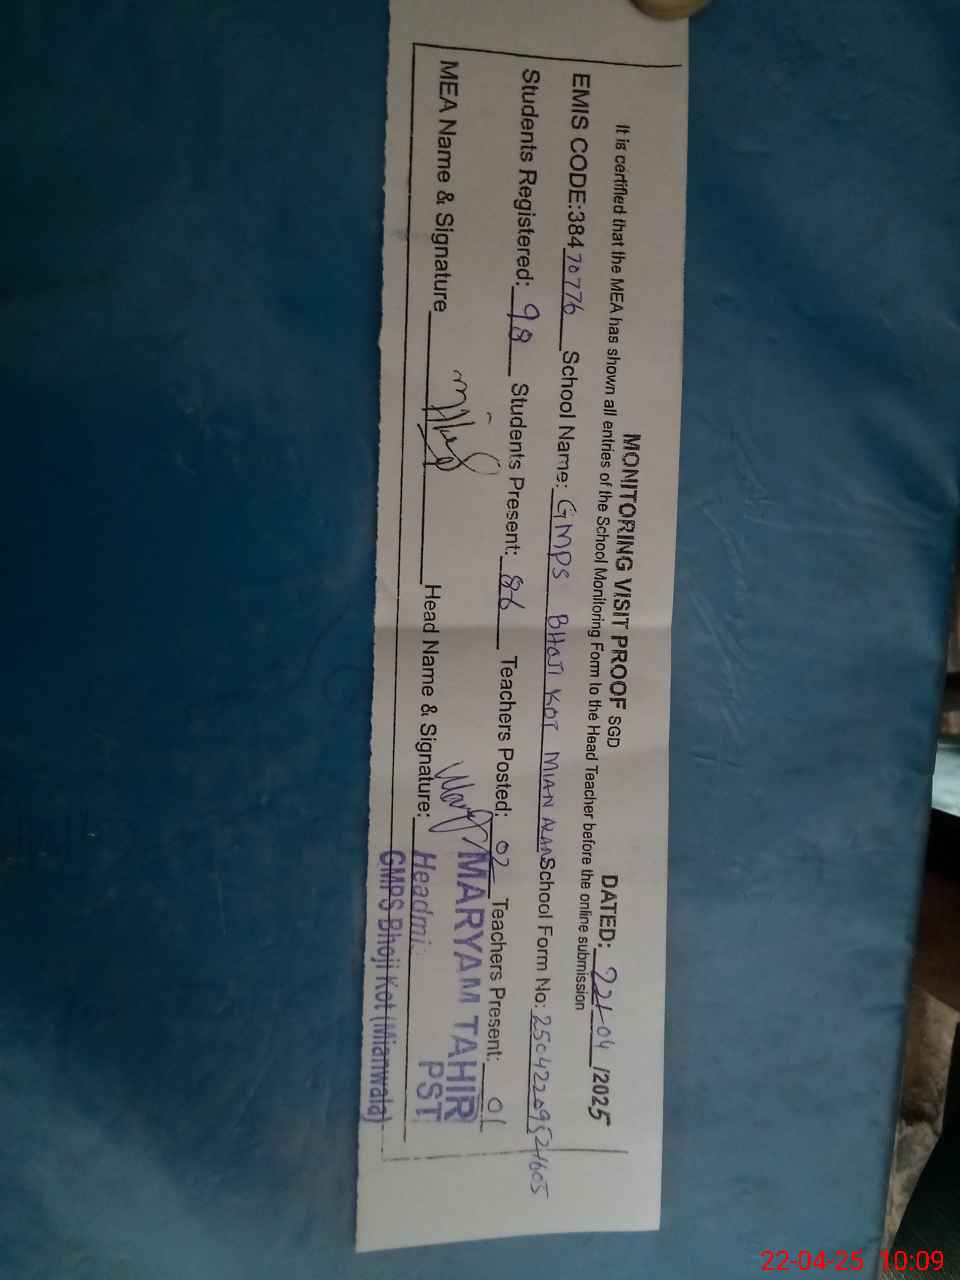 MONITORING VISIT PROOF SGD DATED: 22/-04 /2025
It is certified that the MEA has shown all entries of the School Monitoring Form to the Head Teacher before the online submission
EMIS CODE:38470776 School Name: GMPS BHOJI KOT MIAN School Form No: 25042209521605
Students Registered: 98 Students Present: 86 Teachers Posted: 02 Teachers Present: 01
MEA Name & Signature Head Name & Signature:
MARYAM TAHIR
PST
GMPS Bhoji Kot (Mianwala)
22-04-25 10:09